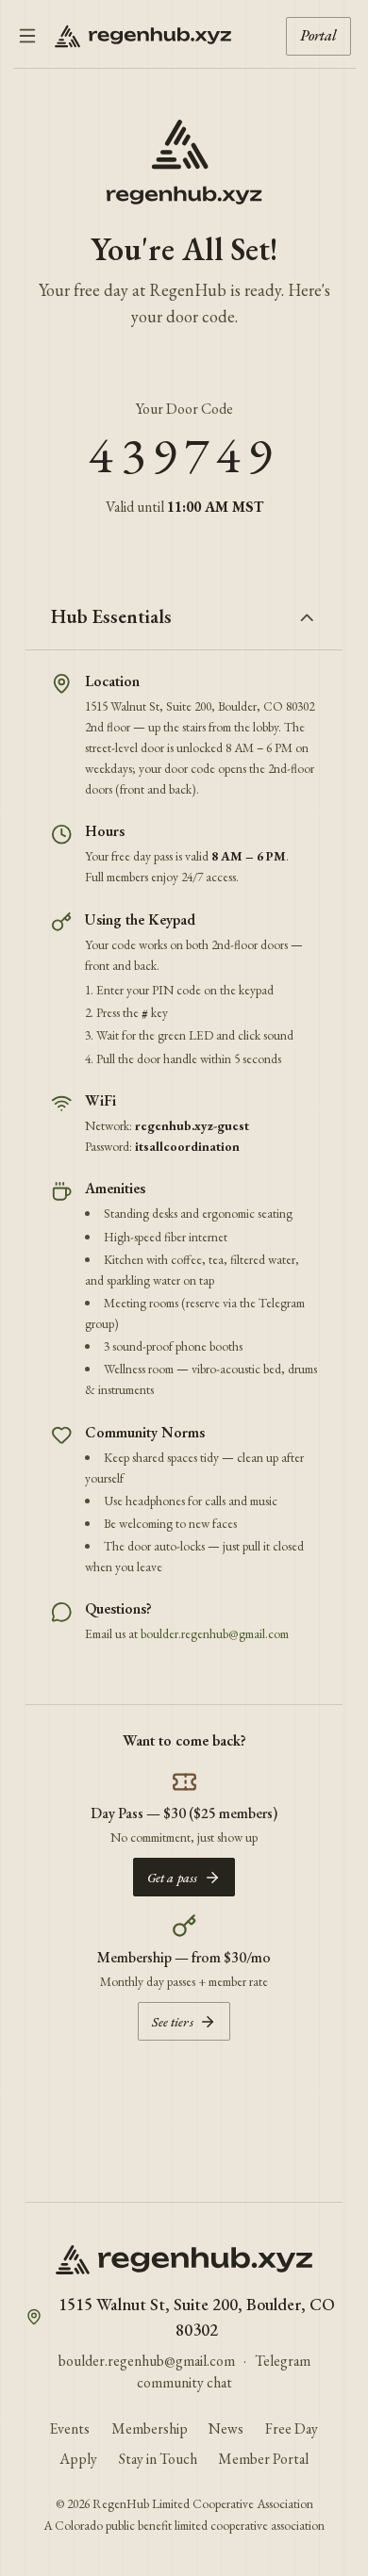 regenhub.xyz
Portal
regenhub.xyz
You're All Set!
Your free day at RegenHub is ready. Here's
your door code.
Your Door Code
439749
Valid until 11:00 AM MST
Hub Essentials
Location
1515 Walnut St, Suite 200, Boulder, CO 80302
2nd floor — up the stairs from the lobby. The
street-level door is unlocked 8 AM – 6 PM on
weekdays; your door code opens the 2nd-floor
doors (front and back).
Hours
Your free day pass is valid 8 AM – 6 PM.
Full members enjoy 24/7 access.
Using the Keypad
Your code works on both 2nd-floor doors —
front and back.
1. Enter your PIN code on the keypad
2. Press the # key
3. Wait for the green LED and click sound
4. Pull the door handle within 5 seconds
WiFi
Network: regenhub.xyz-guest
Password: itsallcoordination
Amenities
• Standing desks and ergonomic seating
• High-speed fiber internet
• Kitchen with coffee, tea, filtered water,
and sparkling water on tap
• Meeting rooms (reserve via the Telegram
group)
• 3 sound-proof phone booths
• Wellness room — vibro-acoustic bed, drums
& instruments
Community Norms
• Keep shared spaces tidy — clean up after
yourself
• Use headphones for calls and music
• Be welcoming to new faces
• The door auto-locks — just pull it closed
when you leave
Questions?
Email us at boulder.regenhub@gmail.com
Want to come back?
Day Pass — $30 ($25 members)
No commitment, just show up
Get a pass →
Membership — from $30/mo
Monthly day passes + member rate
See tiers →
regenhub.xyz
1515 Walnut St, Suite 200, Boulder, CO
80302
boulder.regenhub@gmail.com · Telegram
community chat
Events Membership News Free Day
Apply Stay in Touch Member Portal
© 2026 RegenHub Limited Cooperative Association
A Colorado public benefit limited cooperative association